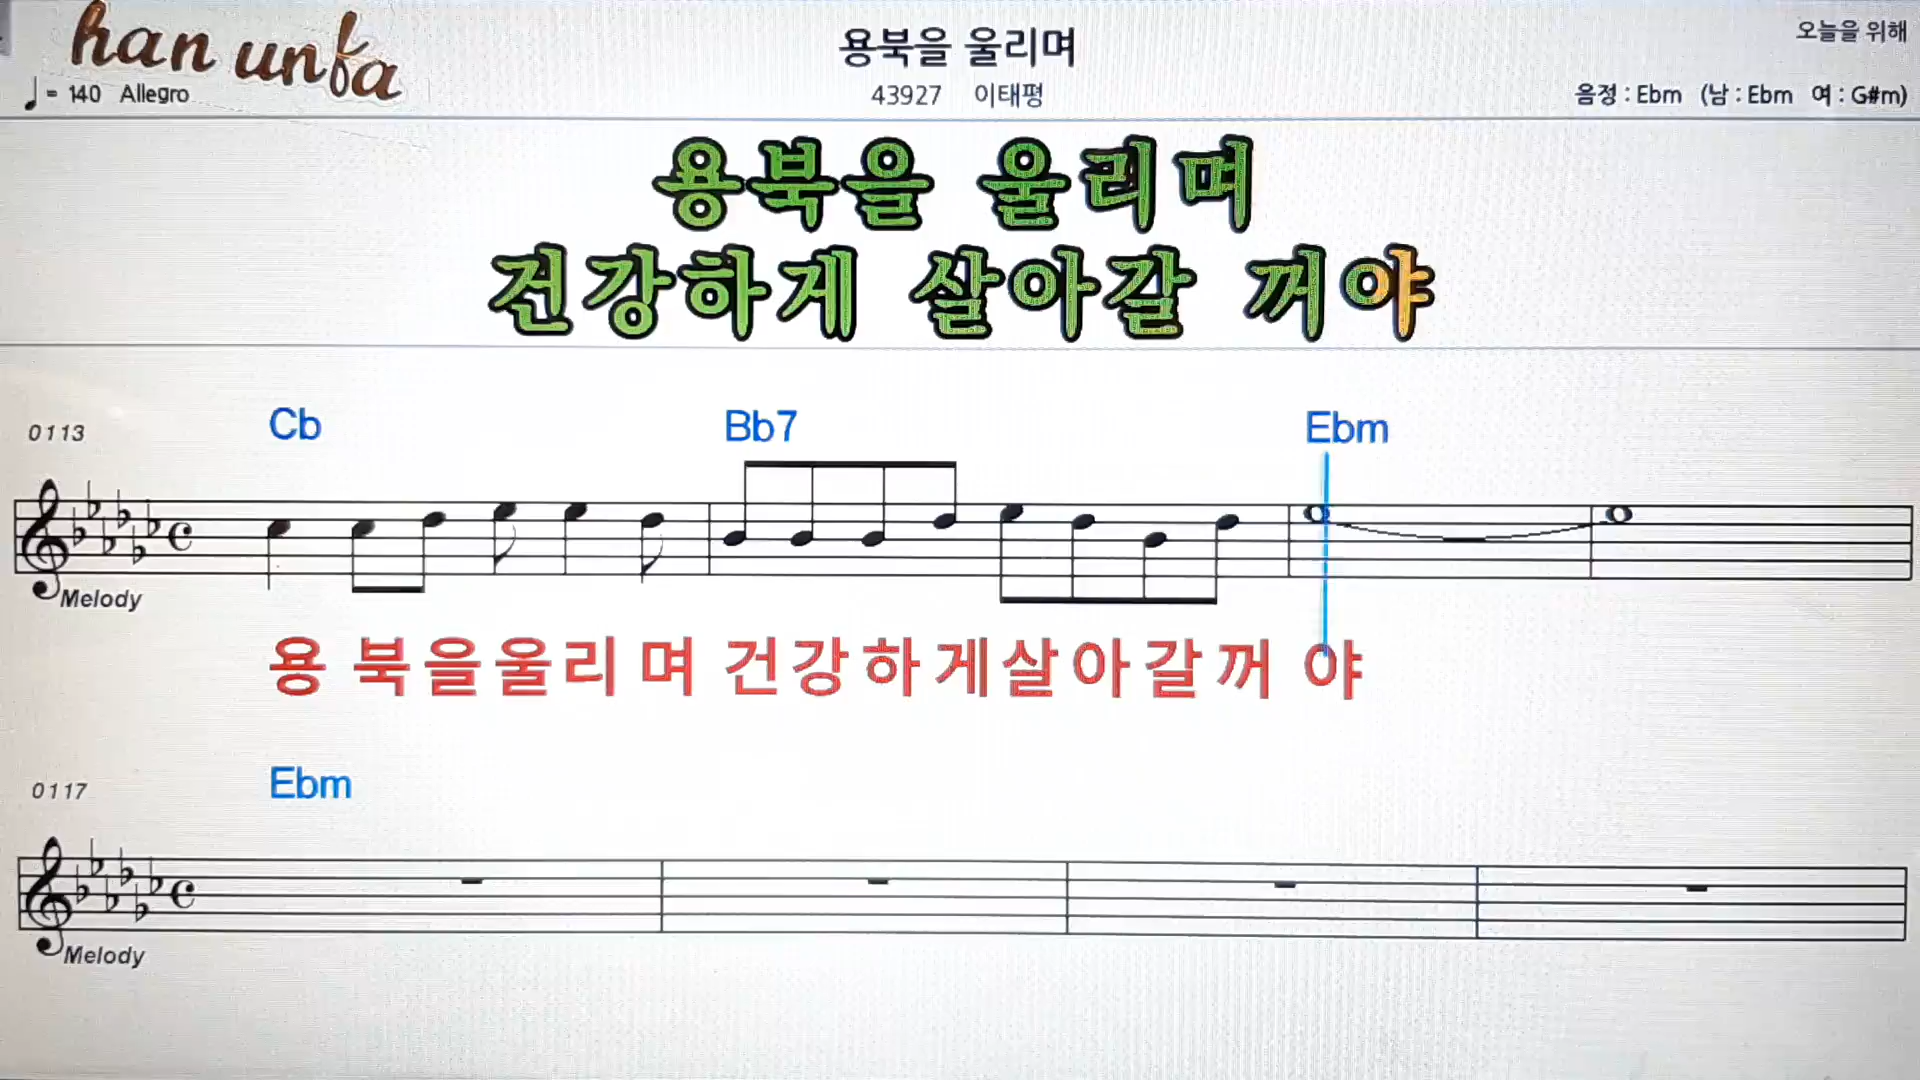 han unfa
용북을 울리며
오늘을 위해
♩ = 140 Allegro
43927 이태평
음정 : Ebm (남 : Ebm 여 : G#m)
용북을 울리며
건강하게 살아갈 꺼야
0113
Cb Bb7 Ebm
Melody
용 북을울리 며 건강하게살아갈꺼 야
0117
Ebm
Melody